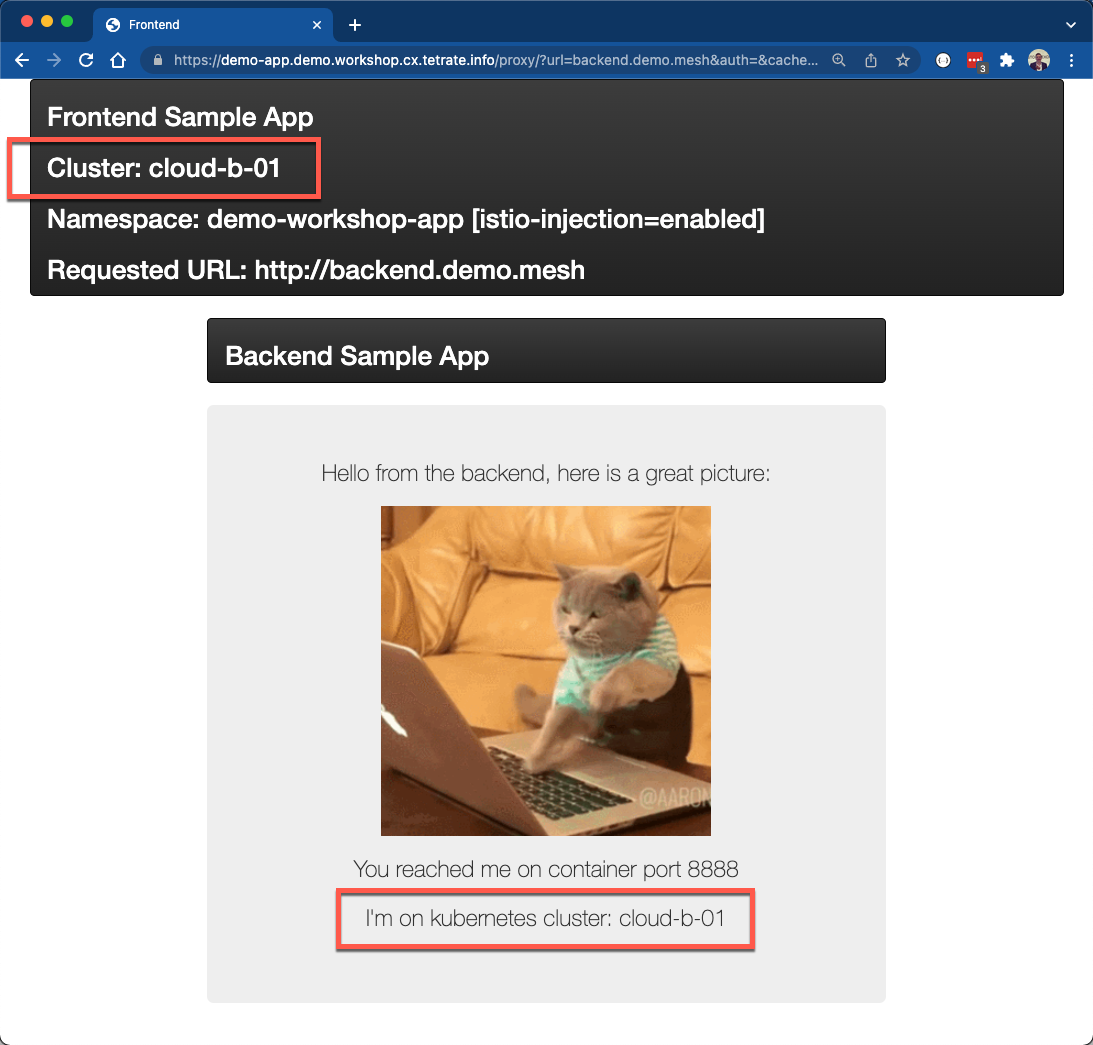 Frontend
https://demo-app.demo.workshop.cx.tetrate.info/proxy/?url=backend.demo.mesh&auth=&cache...
3
Frontend Sample App
Cluster: cloud-b-01
Namespace: demo-workshop-app [istio-injection=enabled]
Requested URL: http://backend.demo.mesh
Backend Sample App
Hello from the backend, here is a great picture:
@AARON
You reached me on container port 8888
I'm on kubernetes cluster: cloud-b-01